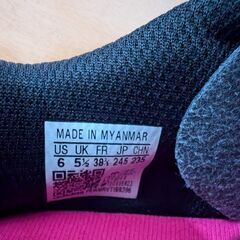 MADE IN MYANMAR
US UK FR JP CHN
6 5½ 38⅔ 245 235